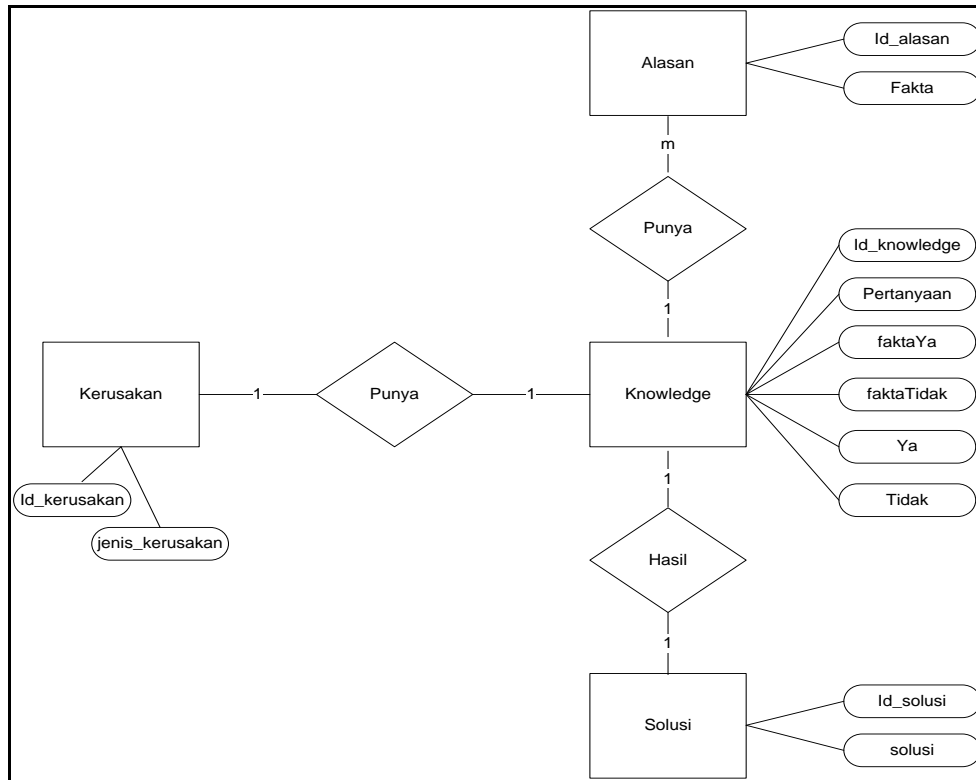 Alasan
Id_alasan
Fakta
m
Punya
1
Id_knowledge
Pertanyaan
faktaYa
faktaTidak
Ya
Tidak
Kerusakan
1
Punya
1
Knowledge
Id_kerusakan
jenis_kerusakan
1
Hasil
1
Solusi
Id_solusi
solusi